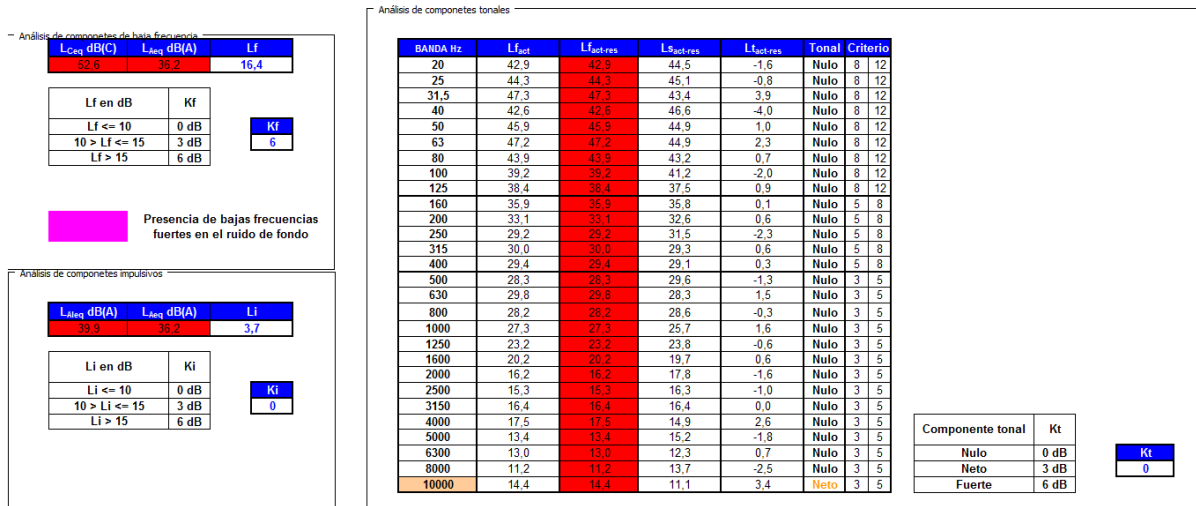 Análisis de componetes de baja frecuencia
LCeq dB(C) LAeq dB(A) Lf
52,6 36,2 16,4
Lf en dB Kf
Lf <= 10 0 dB
10 > Lf <= 15 3 dB
Lf > 15 6 dB
Kf
6
Presencia de bajas frecuencias
fuertes en el ruido de fondo
Análisis de componetes impulsivos
LAIeq dB(A) LAeq dB(A) Li
39,9 36,2 3,7
Li en dB Ki
Li <= 10 0 dB
10 > Li <= 15 3 dB
Li > 15 6 dB
Ki
0
Análisis de componetes tonales
BANDA Hz Lfact Lfact-res Lsact-res Ltact-res Tonal Criterio
20 42,9 42,9 44,5 -1,6 Nulo 8 12
25 44,3 44,3 45,1 -0,8 Nulo 8 12
31,5 47,3 47,3 43,4 3,9 Nulo 8 12
40 42,6 42,6 46,6 -4,0 Nulo 8 12
50 45,9 45,9 44,9 1,0 Nulo 8 12
63 47,2 47,2 44,9 2,3 Nulo 8 12
80 43,9 43,9 43,2 0,7 Nulo 8 12
100 39,2 39,2 41,2 -2,0 Nulo 8 12
125 38,4 38,4 37,5 0,9 Nulo 8 12
160 35,9 35,9 35,8 0,1 Nulo 5 8
200 33,1 33,1 32,6 0,6 Nulo 5 8
250 29,2 29,2 31,5 -2,3 Nulo 5 8
315 30,0 30,0 29,3 0,6 Nulo 5 8
400 29,4 29,4 29,1 0,3 Nulo 5 8
500 28,3 28,3 29,6 -1,3 Nulo 3 5
630 29,8 29,8 28,3 1,5 Nulo 3 5
800 28,2 28,2 28,6 -0,3 Nulo 3 5
1000 27,3 27,3 25,7 1,6 Nulo 3 5
1250 23,2 23,2 23,8 -0,6 Nulo 3 5
1600 20,2 20,2 19,7 0,6 Nulo 3 5
2000 16,2 16,2 17,8 -1,6 Nulo 3 5
2500 15,3 15,3 16,3 -1,0 Nulo 3 5
3150 16,4 16,4 16,4 0,0 Nulo 3 5
4000 17,5 17,5 14,9 2,6 Nulo 3 5
5000 13,4 13,4 15,2 -1,8 Nulo 3 5
6300 13,0 13,0 12,3 0,7 Nulo 3 5
8000 11,2 11,2 13,7 -2,5 Nulo 3 5
10000 14,4 14,4 11,1 3,4 Neto 3 5
Componente tonal Kt
Nulo 0 dB
Neto 3 dB
Fuerte 6 dB
Kt
0